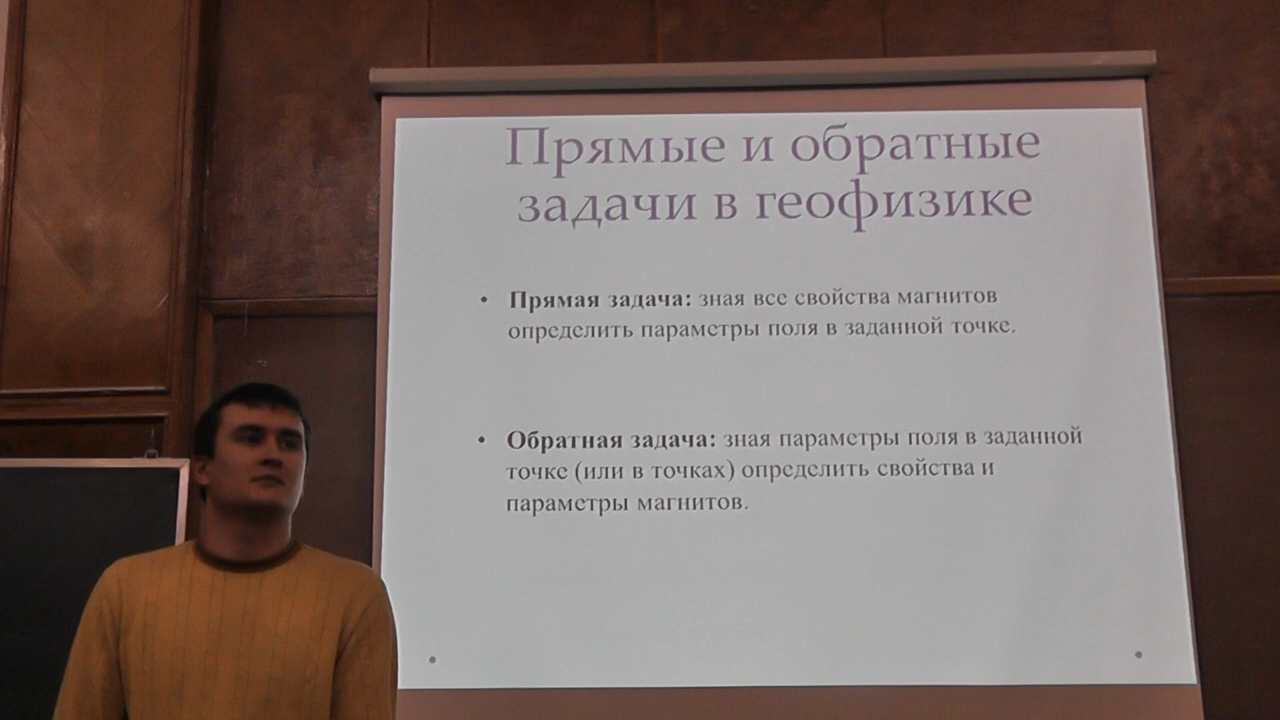 Прямые и обратные
задачи в геофизике
• Прямая задача: зная все свойства магнитов
определить параметры поля в заданной точке.
• Обратная задача: зная параметры поля в заданной
точке (или в точках) определить свойства и
параметры магнитов.